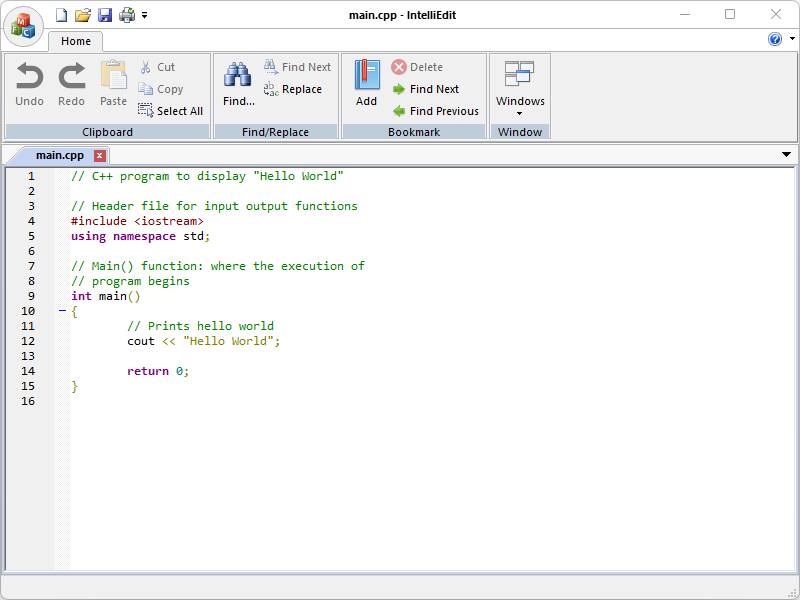 main.cpp - IntelliEdit
Home
Undo
Redo
Paste
Cut
Copy
Select All
Clipboard
Find...
Find Next
Replace
Find/Replace
Add
Delete
Find Next
Find Previous
Bookmark
Windows
Window
main.cpp
1 // C++ program to display "Hello World"
2
3 // Header file for input output functions
4 #include <iostream>
5 using namespace std;
6
7 // Main() function: where the execution of
8 // program begins
9 int main()
10 {
11 // Prints hello world
12 cout << "Hello World";
13
14 return 0;
15 }
16